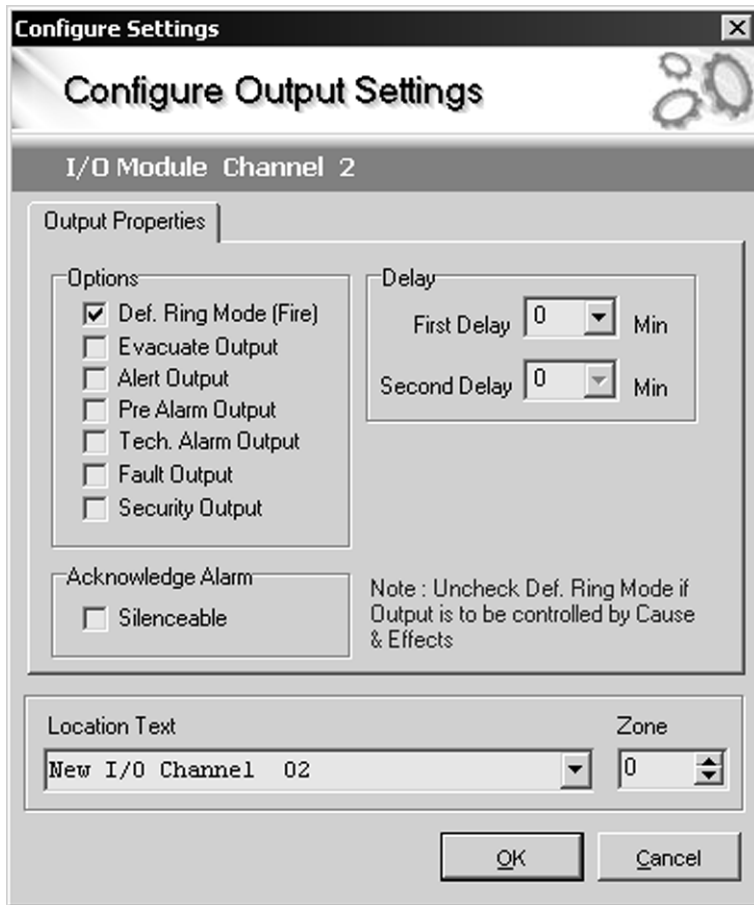 Configure Settings
Configure Output Settings
I/O Module Channel 2
Output Properties
Options
Def. Ring Mode (Fire)
Evacuate Output
Alert Output
Pre Alarm Output
Tech. Alarm Output
Fault Output
Security Output
Delay
First Delay 0 Min
Second Delay 0 Min
Acknowledge Alarm
Silenceable
Note : Uncheck Def. Ring Mode if
Output is to be controlled by Cause
& Effects
Location Text
New I/O Channel 02
Zone
0
OK
Cancel